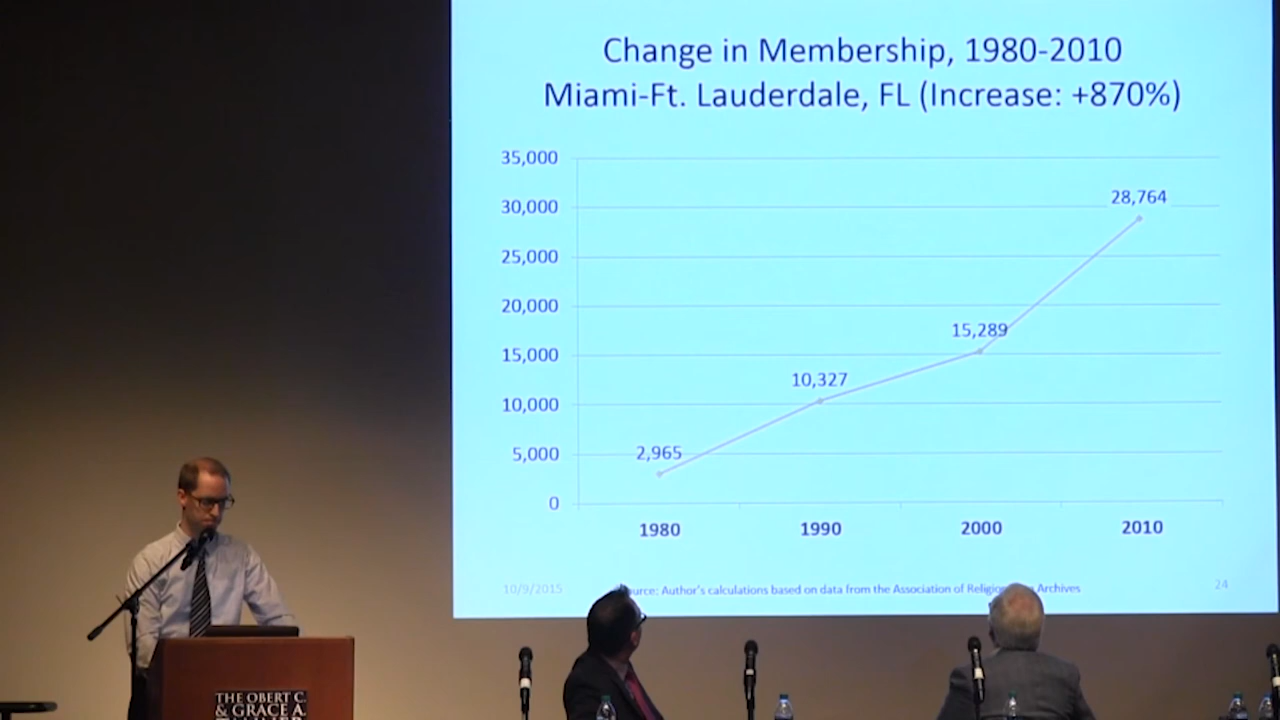 Change in Membership, 1980-2010
Miami-Ft. Lauderdale, FL (Increase: +870%)
35,000
30,000
25,000
20,000
15,000
10,000
5,000
0
28,764
15,289
10,327
2,965
1980 1990 2000 2010
10/9/2015
Author's calculations based on data from the Association of Archives
24
THE OBERT C.
& GRACE A.